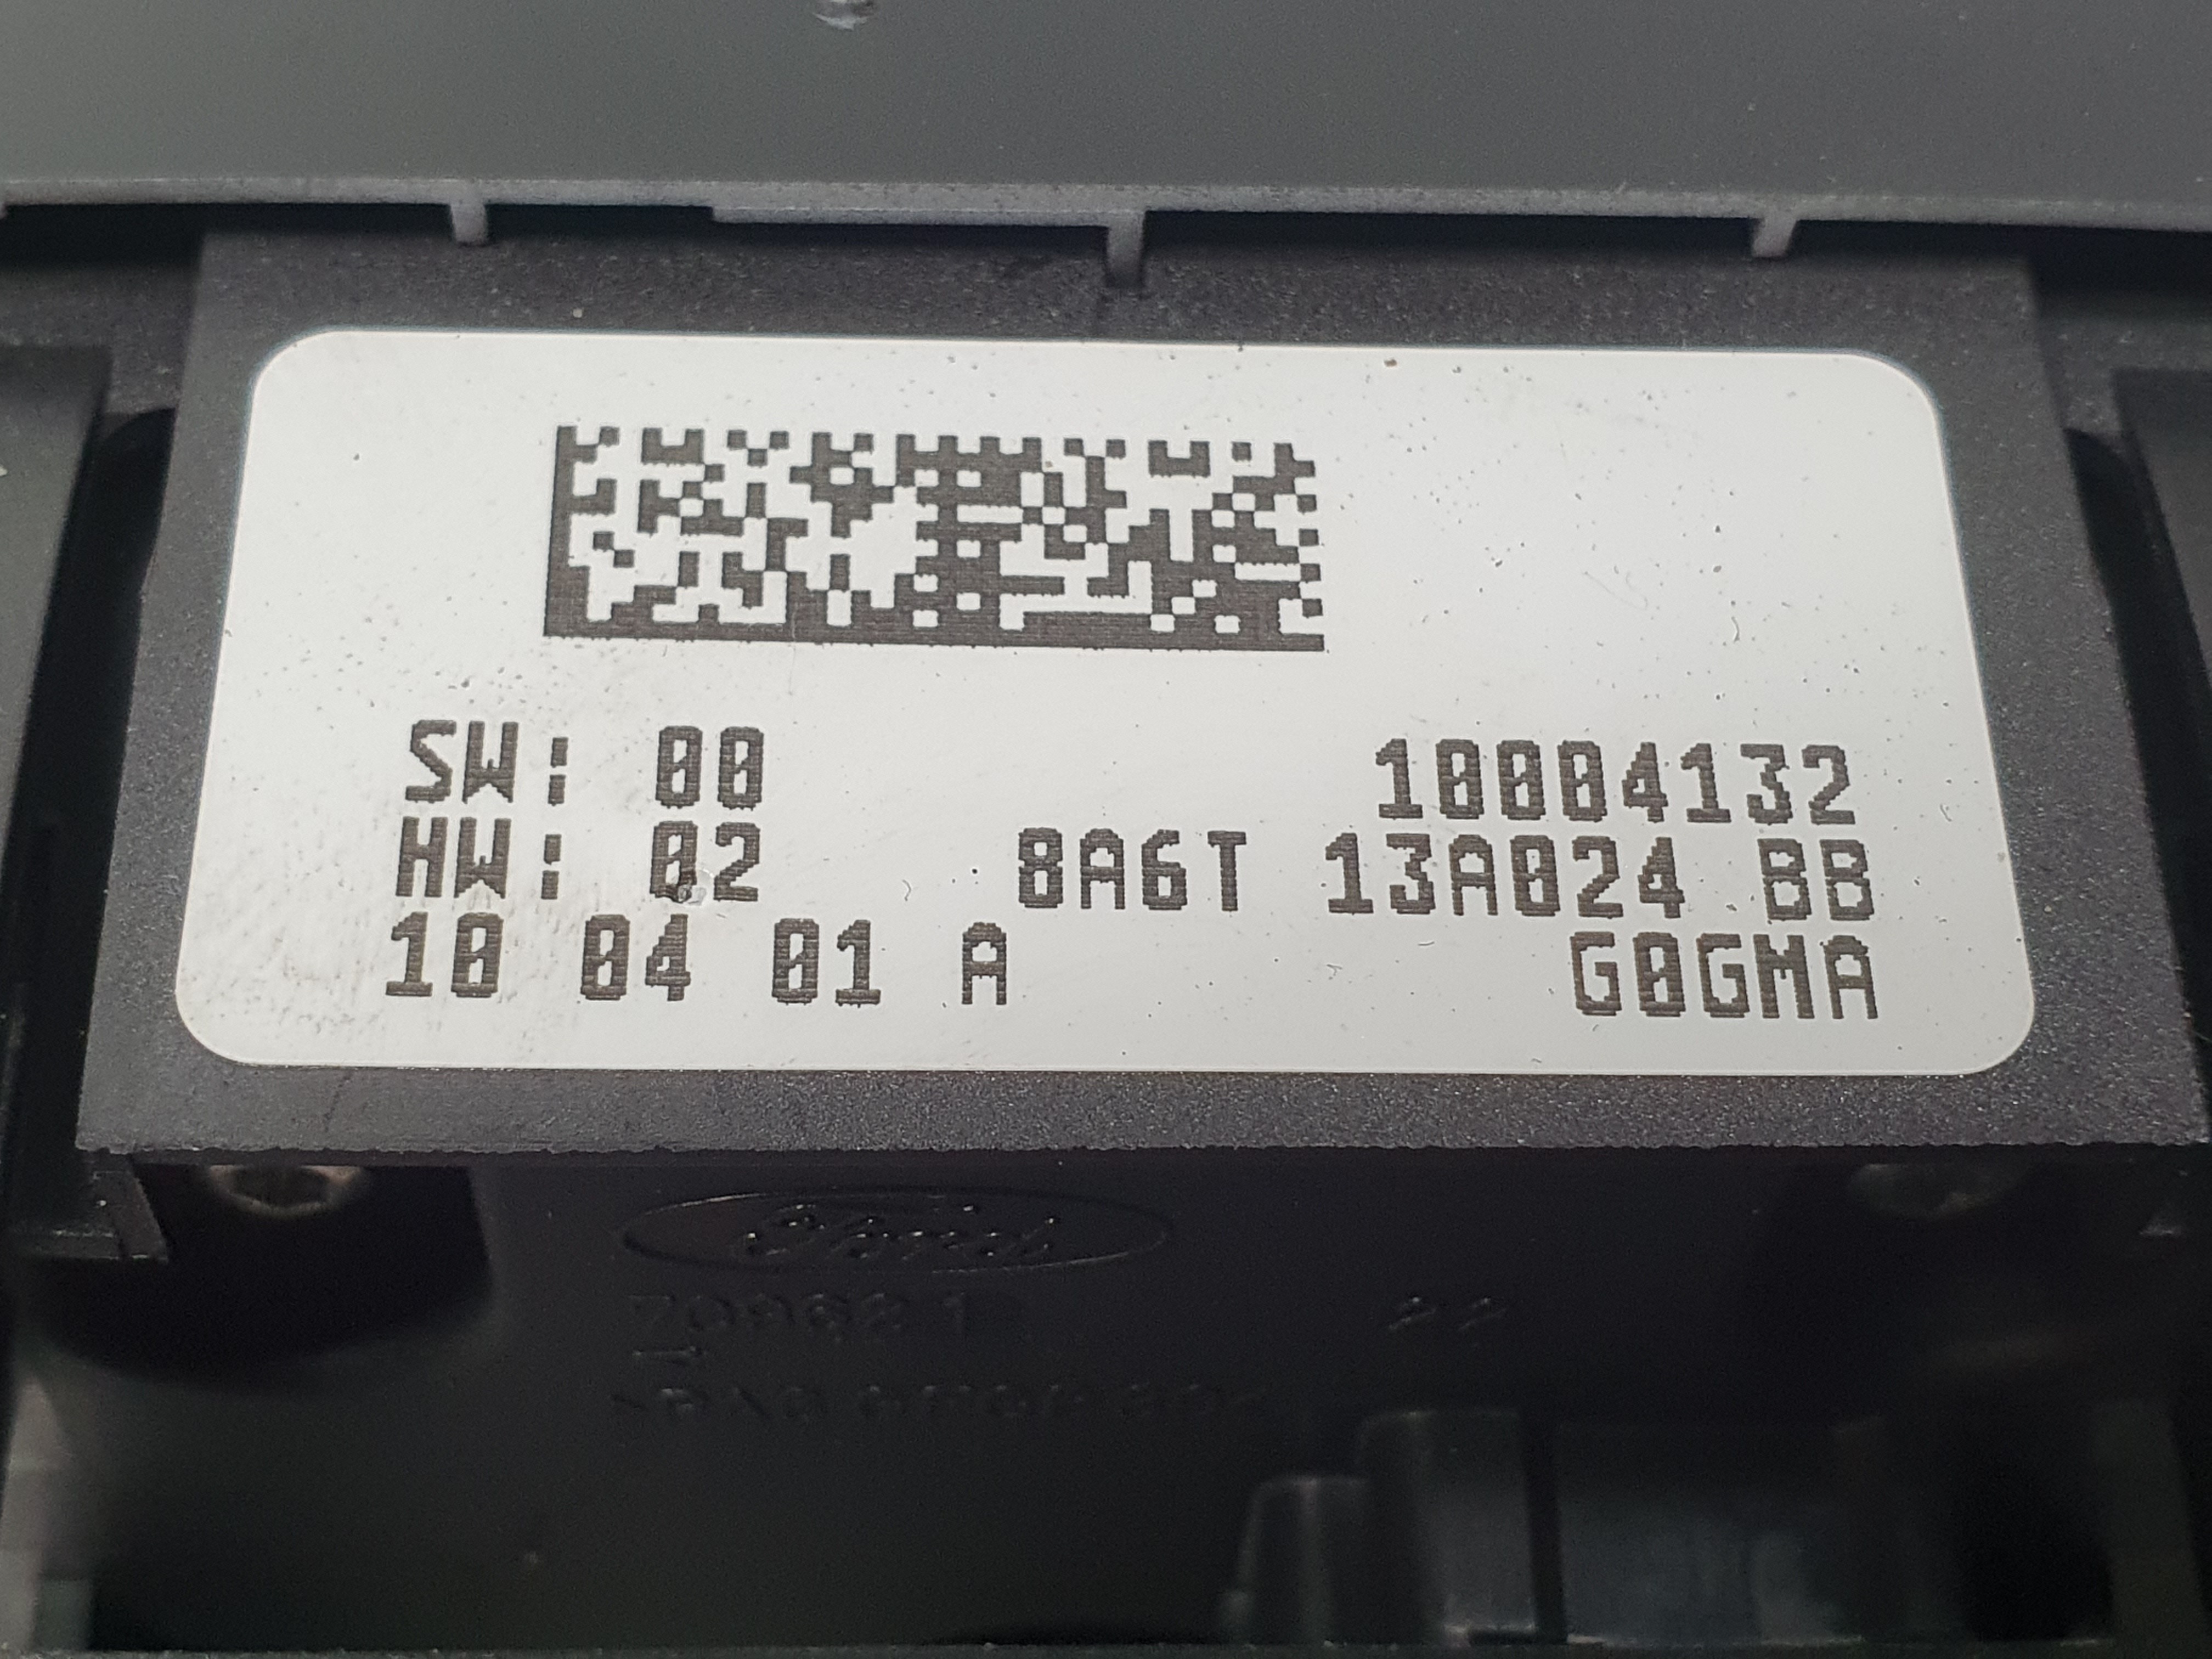 SW: 00 10004132
HW: 02 8A6T 13A024 BB
10 04 01 A G0GMA
Ford